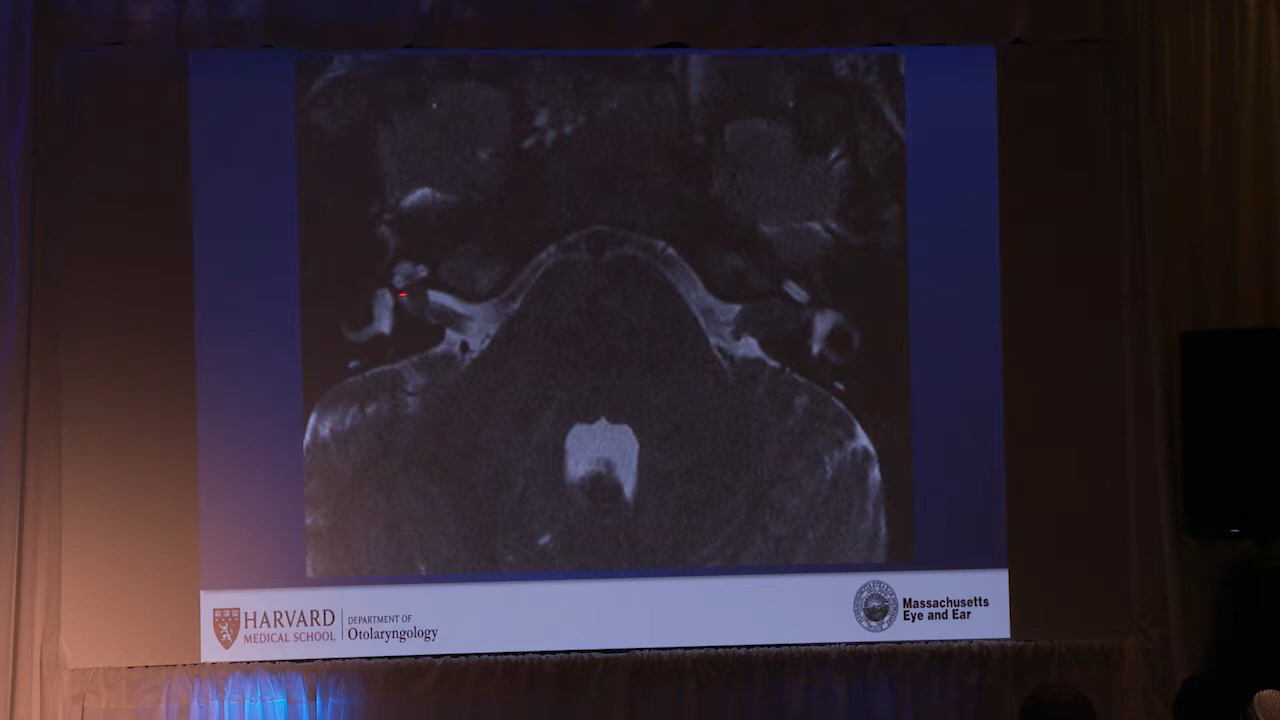 HARVARD
MEDICAL SCHOOL
DEPARTMENT OF
Otolaryngology
Massachusetts
Eye and Ear